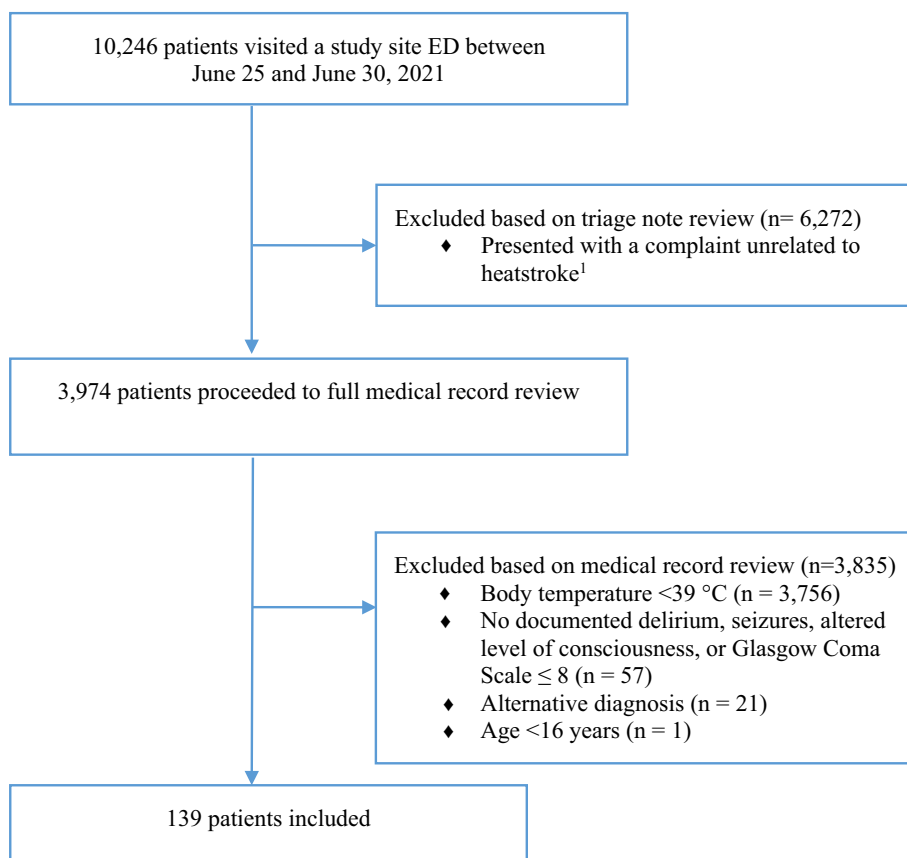 10,246 patients visited a study site ED between
June 25 and June 30, 2021
Excluded based on triage note review (n= 6,272)
♦ Presented with a complaint unrelated to
heatstroke¹
3,974 patients proceeded to full medical record review
Excluded based on medical record review (n=3,835)
♦ Body temperature <39 °C (n = 3,756)
♦ No documented delirium, seizures, altered
level of consciousness, or Glasgow Coma
Scale ≤ 8 (n = 57)
♦ Alternative diagnosis (n = 21)
♦ Age <16 years (n = 1)
139 patients included